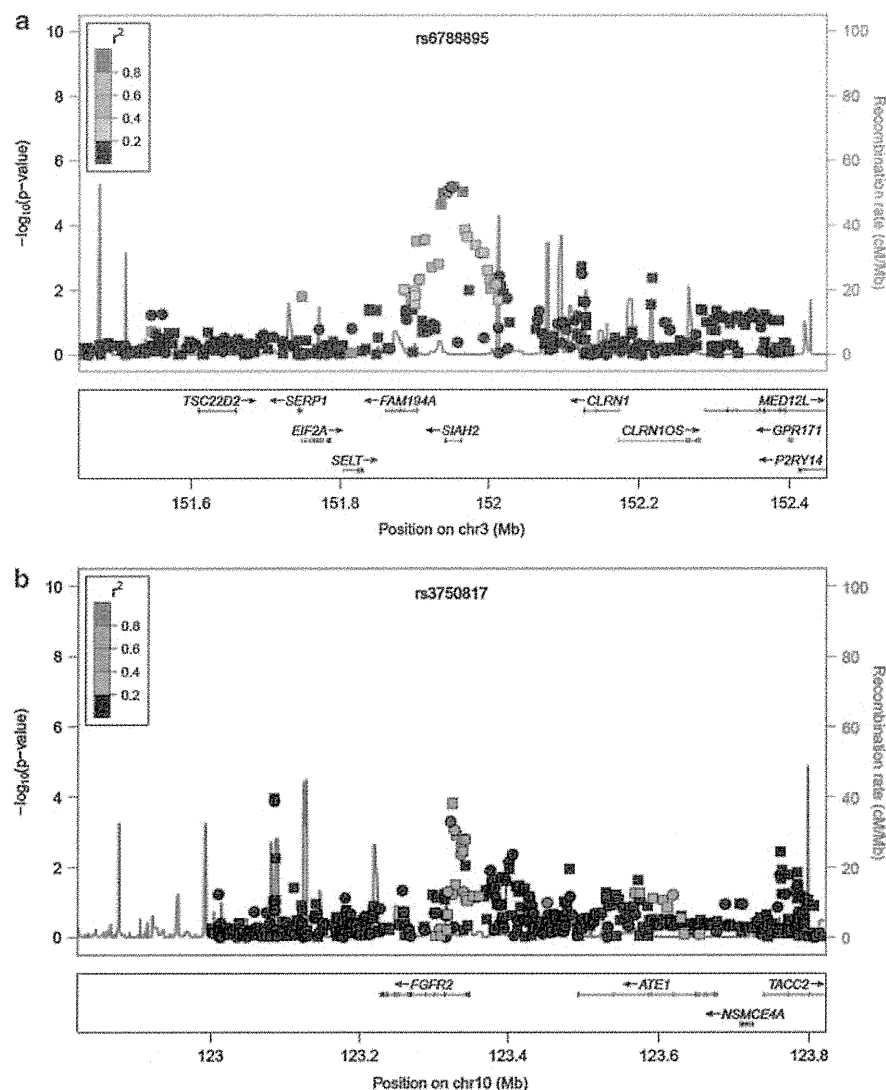 a
r²
0.8
0.6
0.4
0.2
rs6788895
10
8
6
4
2
0
−log10(p−value)
100
80
60
40
20
0
Recombination rate (cM/Mb)
TSC22D2→ ←SERP1 ←FAM194A ←CLRN1 MED12L→
EIF2A→ ←SIAH2 CLRN1OS→ ←GPR171
SELT→ ←P2RY14
151.6 151.8 152 152.2 152.4
Position on chr3 (Mb)
b
r²
0.8
0.6
0.4
0.2
rs3750817
10
8
6
4
2
0
−log10(p−value)
100
80
60
40
20
0
Recombination rate (cM/Mb)
←FGFR2 ←ATE1 TACC2→
←NSMCE4A
123 123.2 123.4 123.6 123.8
Position on chr10 (Mb)